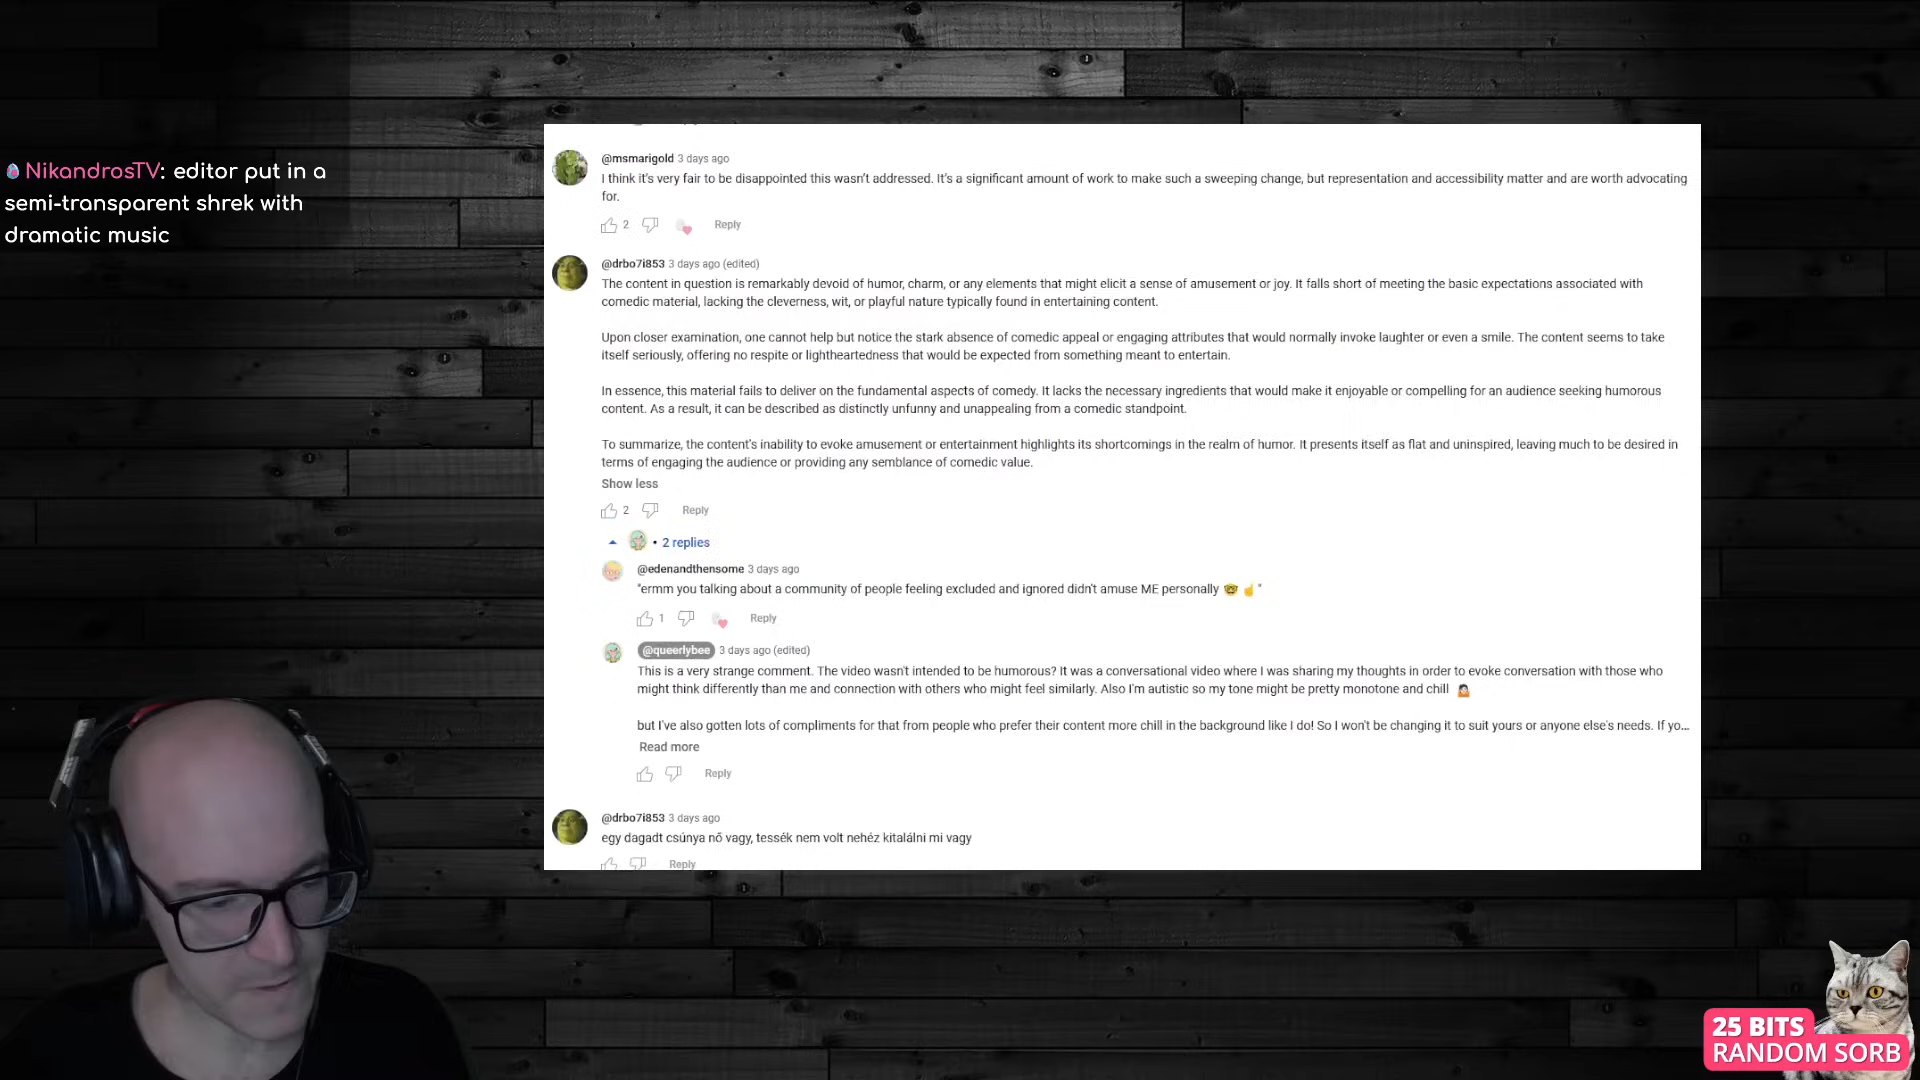 NikandrosTV: editor put in a
semi-transparent shrek with
dramatic music
@msmarigold 3 days ago
I think it's very fair to be disappointed this wasn't addressed. It's a significant amount of work to make such a sweeping change, but representation and accessibility matter and are worth advocating
for.
2 Reply
@drbo7i853 3 days ago (edited)
The content in question is remarkably devoid of humor, charm, or any elements that might elicit a sense of amusement or joy. It falls short of meeting the basic expectations associated with
comedic material, lacking the cleverness, wit, or playful nature typically found in entertaining content.
Upon closer examination, one cannot help but notice the stark absence of comedic appeal or engaging attributes that would normally invoke laughter or even a smile. The content seems to take
itself seriously, offering no respite or lightheartedness that would be expected from something meant to entertain.
In essence, this material fails to deliver on the fundamental aspects of comedy. It lacks the necessary ingredients that would make it enjoyable or compelling for an audience seeking humorous
content. As a result, it can be described as distinctly unfunny and unappealing from a comedic standpoint.
To summarize, the content's inability to evoke amusement or entertainment highlights its shortcomings in the realm of humor. It presents itself as flat and uninspired, leaving much to be desired in
terms of engaging the audience or providing any semblance of comedic value.
Show less
2 Reply
• 2 replies
@edenandthensome 3 days ago
"ermm you talking about a community of people feeling excluded and ignored didn't amuse ME personally 🤓 ☝️"
1 Reply
@queerlybee 3 days ago (edited)
This is a very strange comment. The video wasn't intended to be humorous? It was a conversational video where I was sharing my thoughts in order to evoke conversation with those who
might think differently than me and connection with others who might feel similarly. Also I'm autistic so my tone might be pretty monotone and chill
but I've also gotten lots of compliments for that from people who prefer their content more chill in the background like I do! So I won't be changing it to suit yours or anyone else's needs. If yo...
Read more
Reply
@drbo7i853 3 days ago
egy dagadt csúnya nő vagy, tessék nem volt nehéz kitalálni mi vagy
Reply
25 BITS
RANDOM SORB